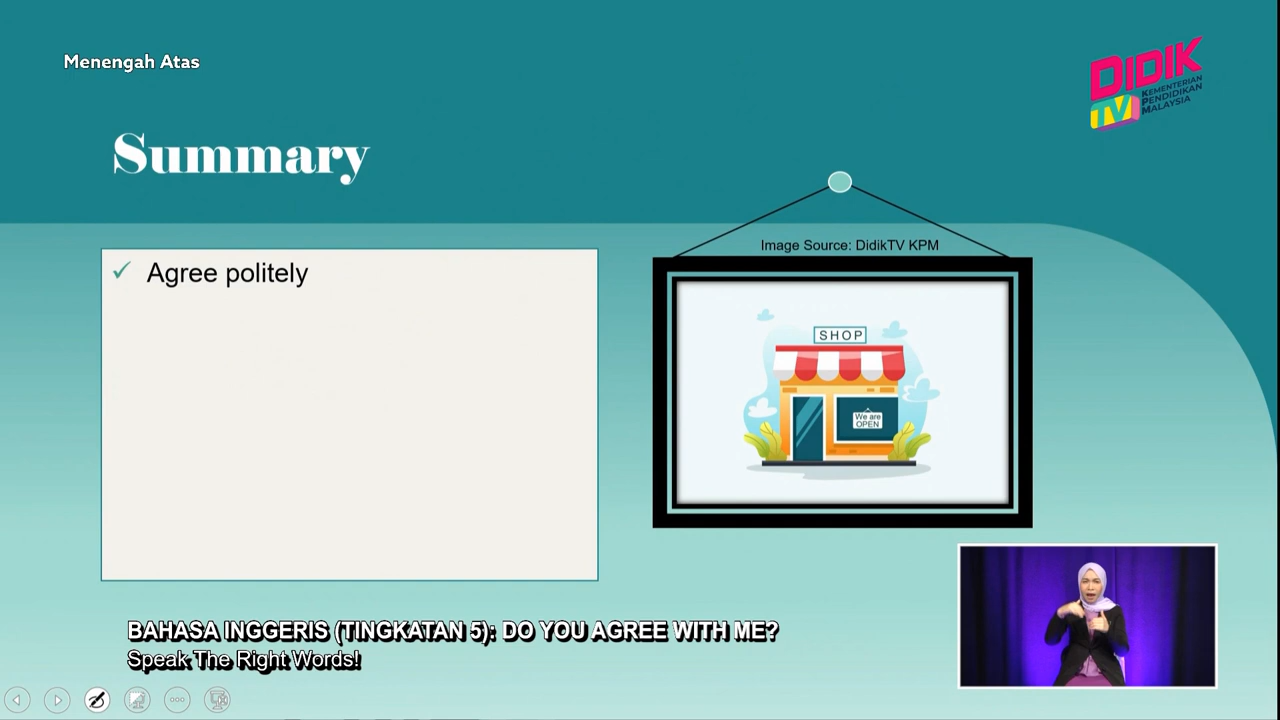 Menengah Atas
DIDIK
TV
KEMENTERIAN
PENDIDIKAN
MALAYSIA
Summary
Image Source: DidikTV KPM
✓ Agree politely
SHOP
We are
OPEN
BAHASA INGGERIS (TINGKATAN 5): DO YOU AGREE WITH ME?
Speak The Right Words!